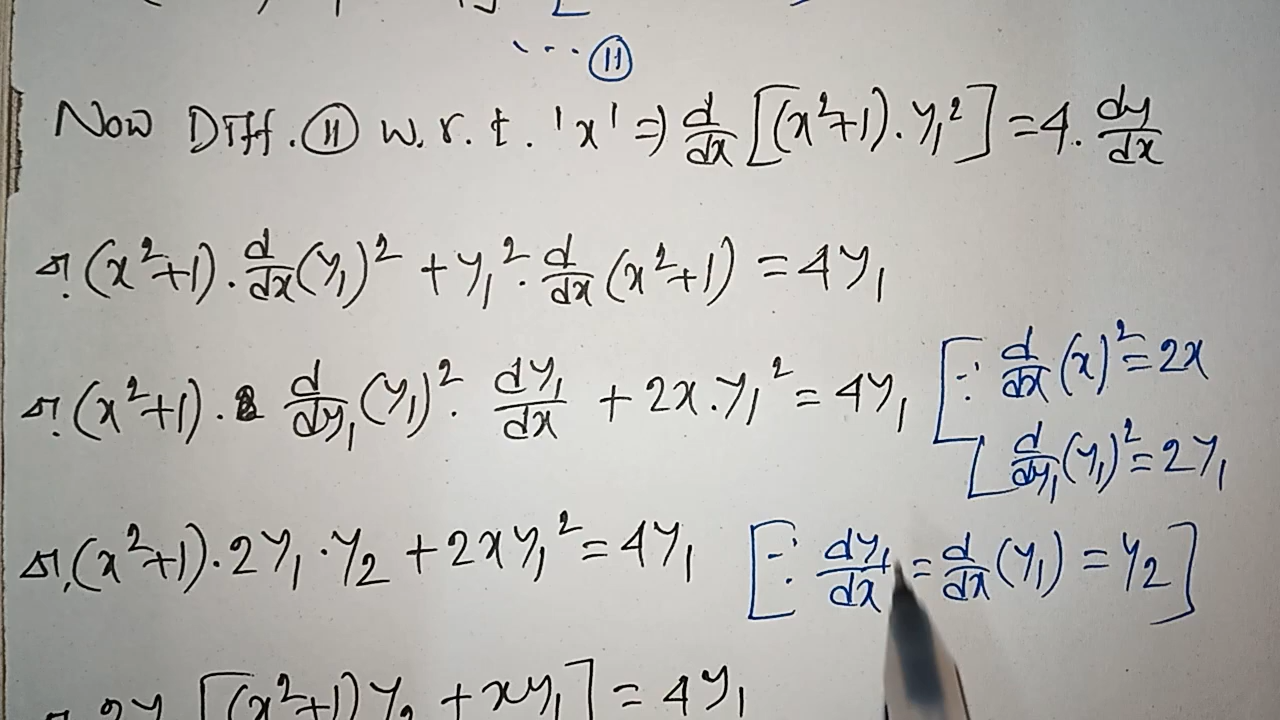 ... ⑪
Now Diff. ⑪ w.r.t. 'x' ⇒ d/dx [(x²+1).y₁²] = 4. dy/dx
বা, (x²+1). d/dx (y₁)² + y₁². d/dx (x²+1) = 4y₁
বা, (x²+1). d/dy₁ (y₁)². dy₁/dx + 2x.y₁² = 4y₁ [∵ d/dx (x)² = 2x
d/dy₁ (y₁)² = 2y₁
বা, (x²+1).2y₁.y₂ + 2xy₁² = 4y₁ [∵ dy₁/dx = d/dx (y₁) = y₂]
[(x²+1)y₂ + xy₁] = 4y₁